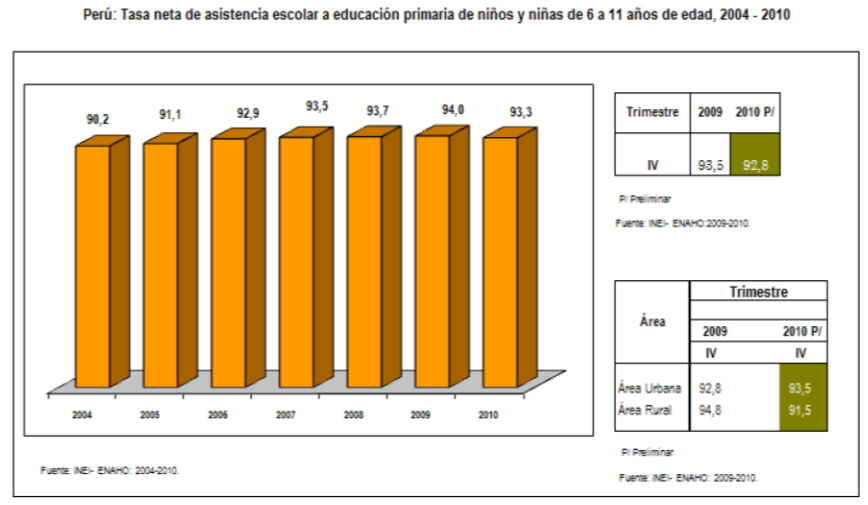 Perú: Tasa neta de asistencia escolar a educación primaria de niños y niñas de 6 a 11 años de edad, 2004 - 2010
90,2 91,1 92,9 93,5 93,7 94,0 93,3
2004 2005 2006 2007 2008 2009 2010
Fuente: INEI- ENAHO: 2004-2010.
Trimestre 2009 2010 P/
IV 93,5 92,8
P/ Preliminar
Fuente: INEI- ENAHO:2009-2010.
Área Trimestre
2009 2010 P/
IV IV
Área Urbana 92,8 93,5
Área Rural 94,8 91,5
P/ Preliminar
Fuente: INEI- ENAHO: 2009-2010.